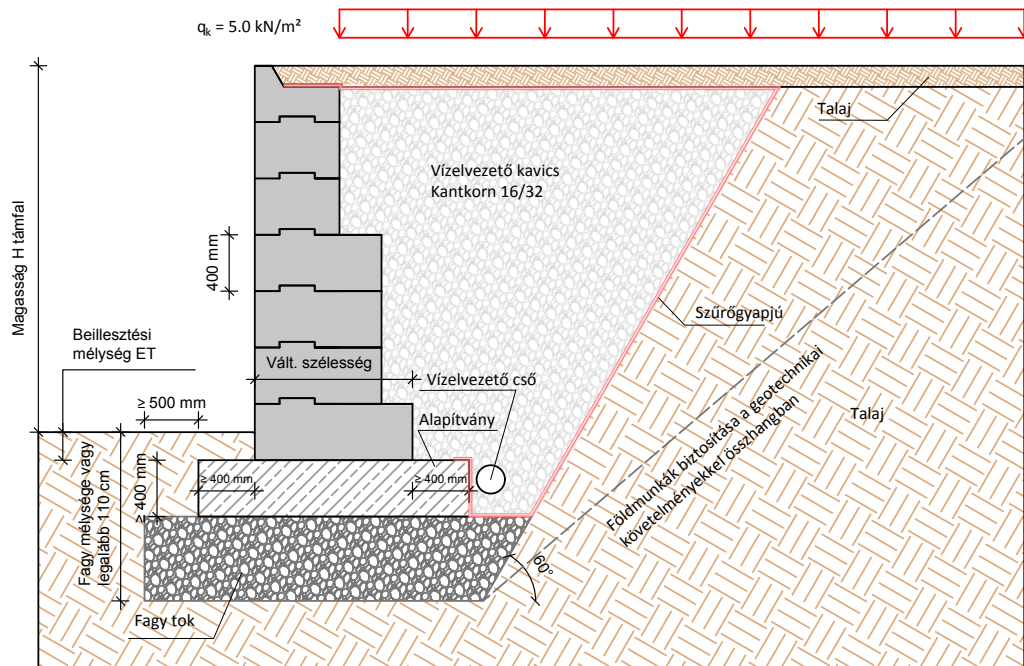 qk = 5.0 kN/m²
Talaj
Vízelvezető kavics
Kantkorn 16/32
Magasság H támfal
400 mm
Szűrőgyapjú
Beillesztési
mélység ET
Vált. szélesség
Vízelvezető cső
≥ 500 mm
Alapítvány
Talaj
Földmunkák biztosítása a geotechnikai
követelményekkel összhangban
Fagy mélysége vagy
legalább 110 cm
≥400 mm
≥ 400 mm
≥ 400 mm
60°
Fagy tok